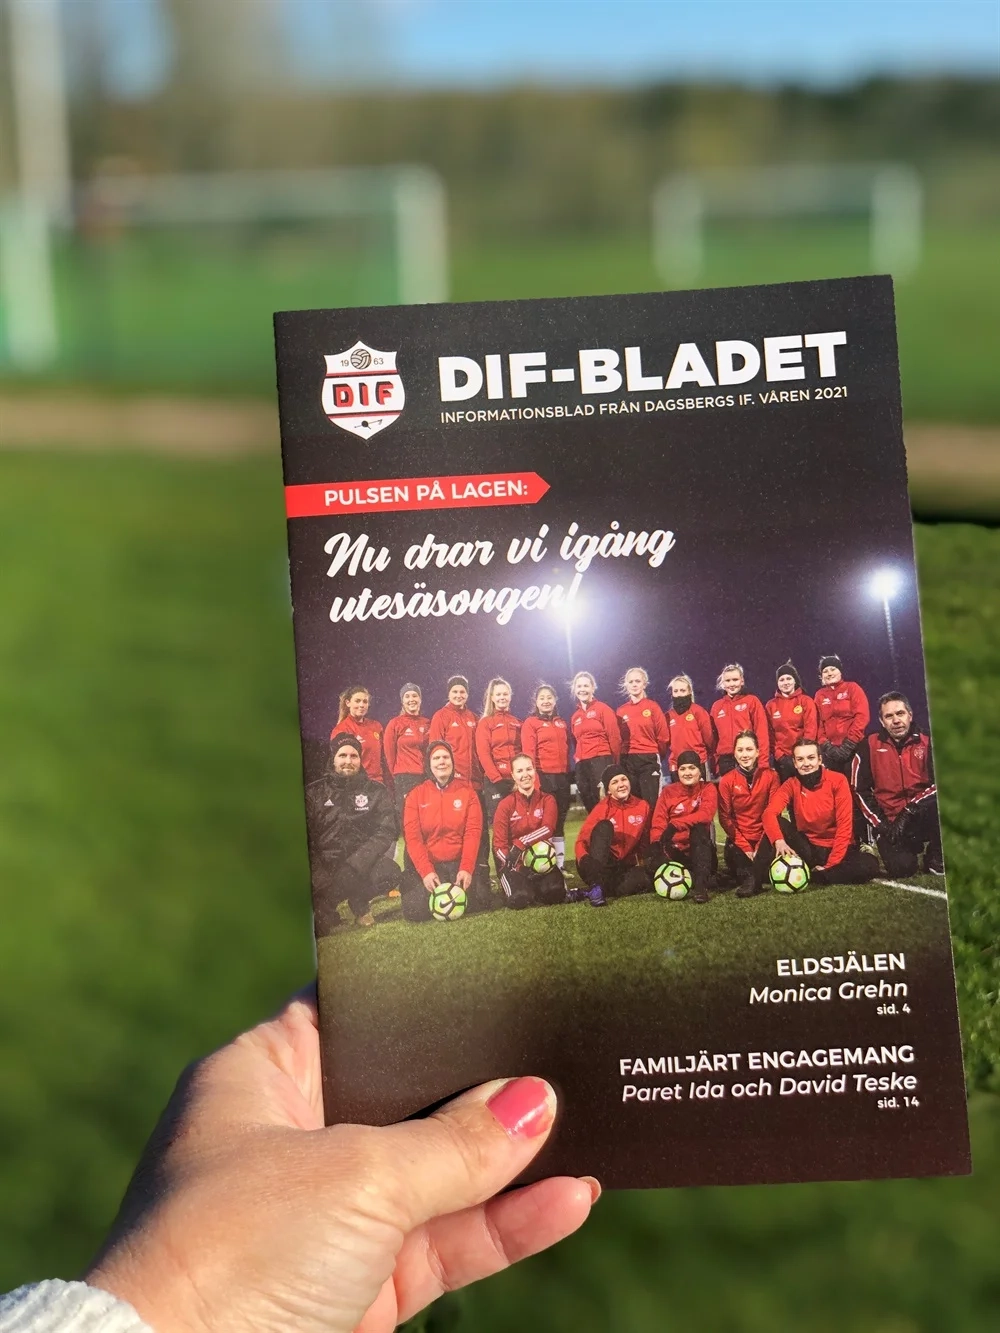 19 63
DIF
DIF-BLADET
INFORMATIONSBLAD FRÅN DAGSBERGS IF. VÅREN 2021
PULSEN PÅ LAGEN:
Nu drar vi igång
utesäsongen!
ELDSJÄLEN
Monica Grehn
sid. 4
FAMILJÄRT ENGAGEMANG
Paret Ida och David Teske
sid. 14